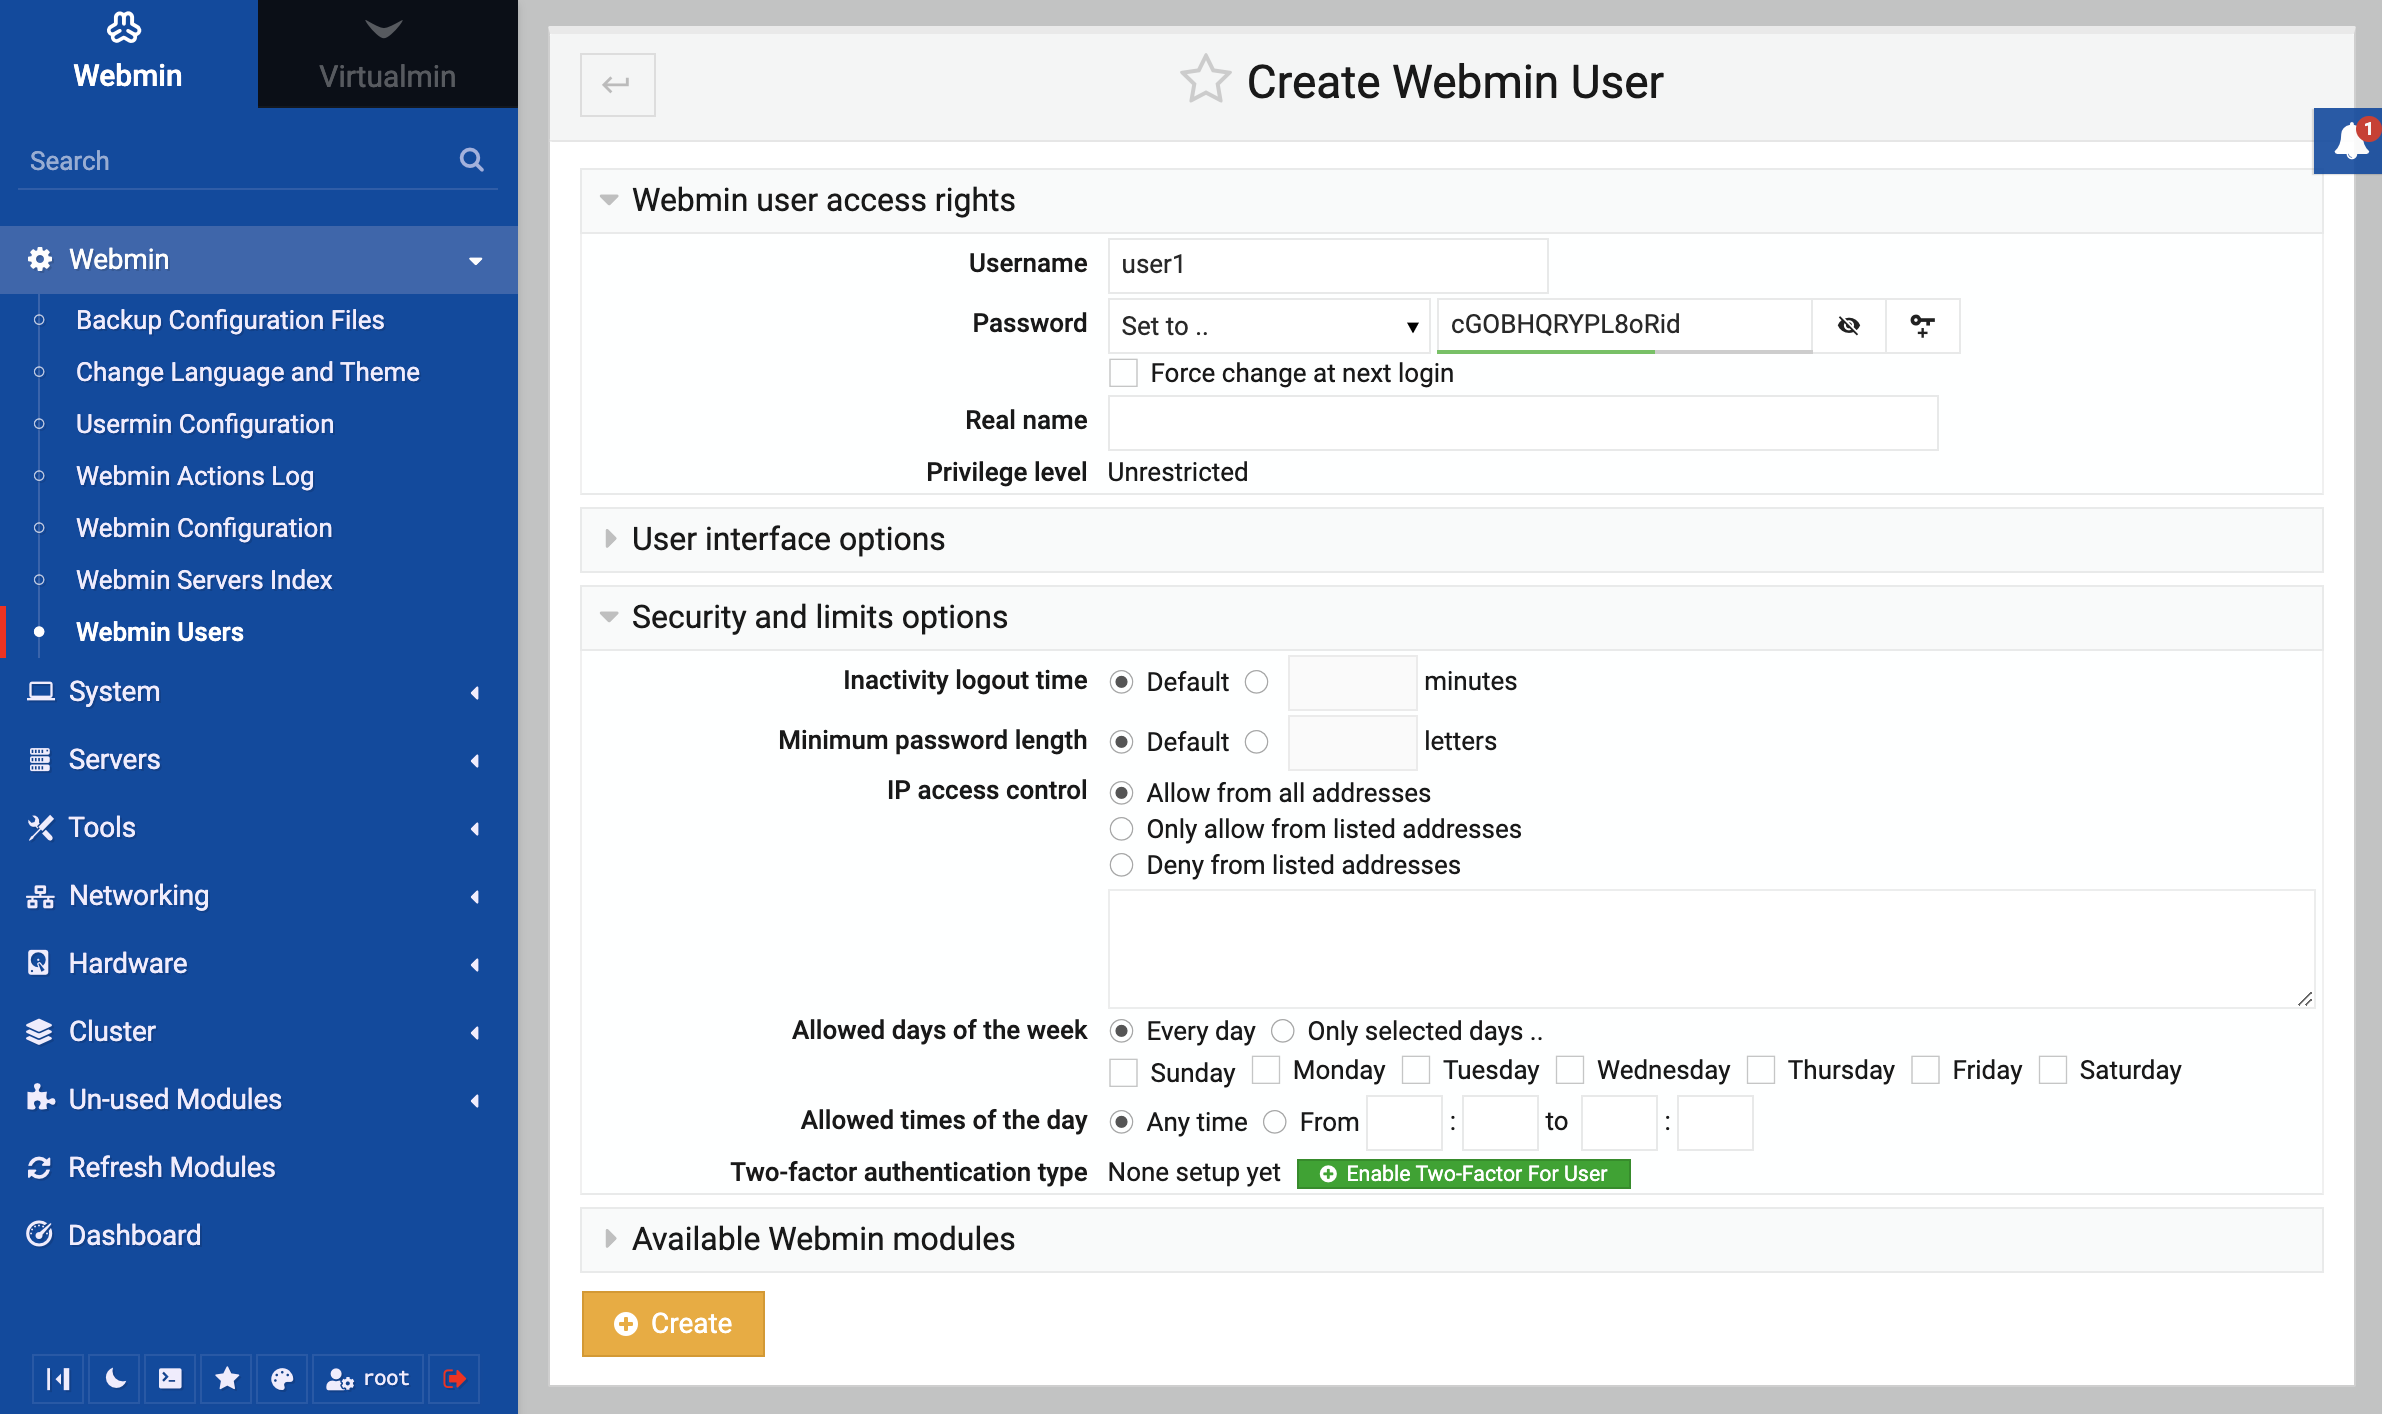 Webmin
Virtualmin
Search
Webmin
Backup Configuration Files
Change Language and Theme
Usermin Configuration
Webmin Actions Log
Webmin Configuration
Webmin Servers Index
Webmin Users
System
Servers
Tools
Networking
Hardware
Cluster
Un-used Modules
Refresh Modules
Dashboard
root
Create Webmin User
1
Webmin user access rights
Username user1
Password Set to .. cGOBHQRYPL8oRid
Force change at next login
Real name
Privilege level Unrestricted
User interface options
Security and limits options
Inactivity logout time Default minutes
Minimum password length Default letters
IP access control Allow from all addresses
Only allow from listed addresses
Deny from listed addresses
Allowed days of the week Every day Only selected days ..
Sunday Monday Tuesday Wednesday Thursday Friday Saturday
Allowed times of the day Any time From : to :
Two-factor authentication type None setup yet Enable Two-Factor For User
Available Webmin modules
Create